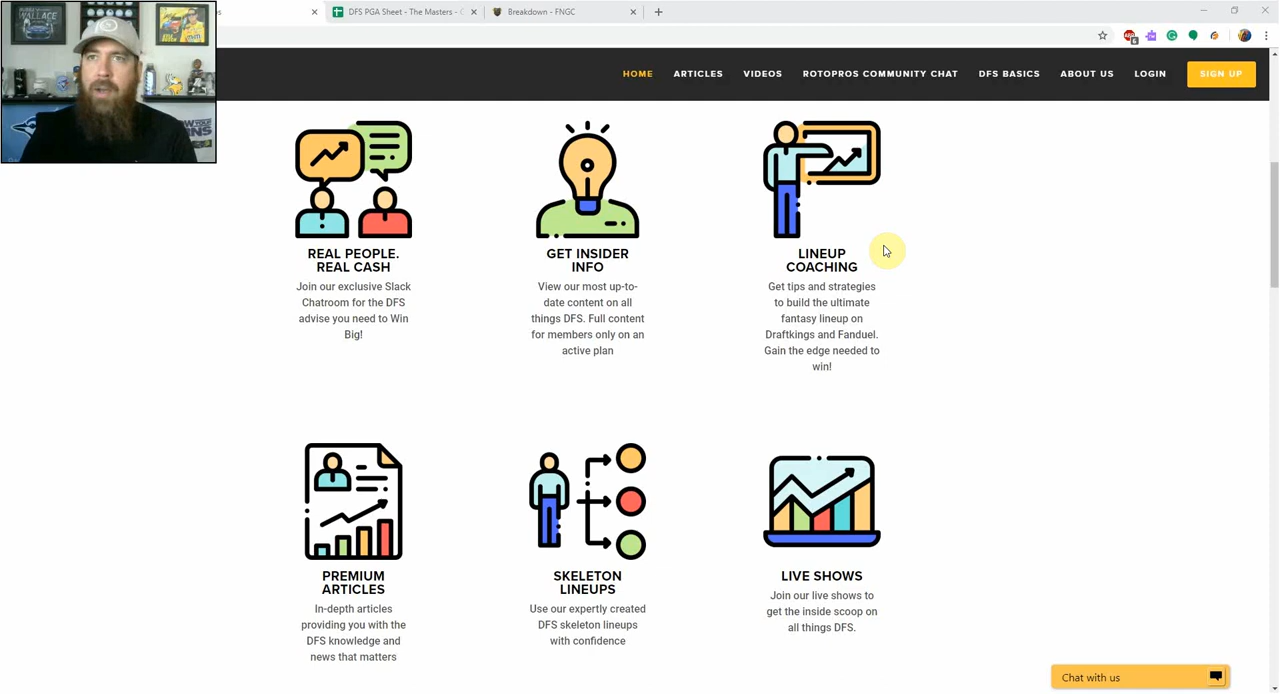 WALLACE
es
DFS PGA Sheet - The Masters - G
Breakdown - FNGC
HOME
ARTICLES
VIDEOS
ROTOPROS COMMUNITY CHAT
DFS BASICS
ABOUT US
LOGIN
SIGN UP
REAL PEOPLE.
REAL CASH
Join our exclusive Slack
Chatroom for the DFS
advise you need to Win
Big!
GET INSIDER
INFO
View our most up-to-
date content on all
things DFS. Full content
for members only on an
active plan
LINEUP
COACHING
Get tips and strategies
to build the ultimate
fantasy lineup on
Draftkings and Fanduel.
Gain the edge needed to
win!
PREMIUM
ARTICLES
In-depth articles
providing you with the
DFS knowledge and
news that matters
SKELETON
LINEUPS
Use our expertly created
DFS skeleton lineups
with confidence
LIVE SHOWS
Join our live shows to
get the inside scoop on
all things DFS.
Chat with us